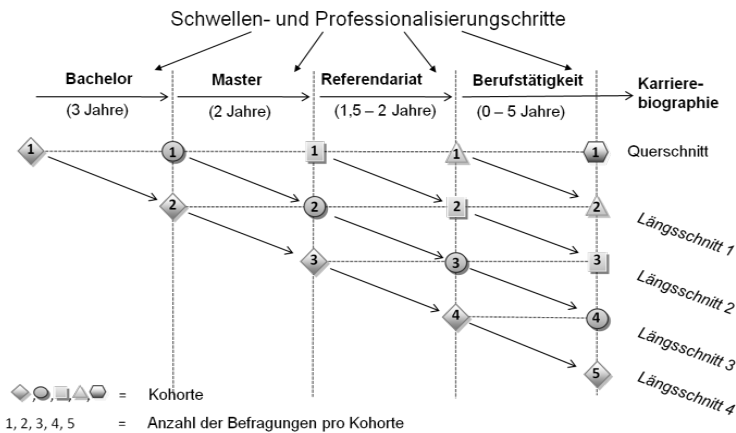 Schwellen- und Professionalisierungschritte
Bachelor
Master
Referendariat
Berufstätigkeit
Karriere-
biographie
(3 Jahre)
(2 Jahre)
(1,5 – 2 Jahre)
(0 – 5 Jahre)
1 1 1 1 1 Querschnitt
2 2 2 2
Längsschnitt 1
3 3 3
Längsschnitt 2
4 4
Längsschnitt 3
5
Längsschnitt 4
, , , , = Kohorte
1, 2, 3, 4, 5 = Anzahl der Befragungen pro Kohorte